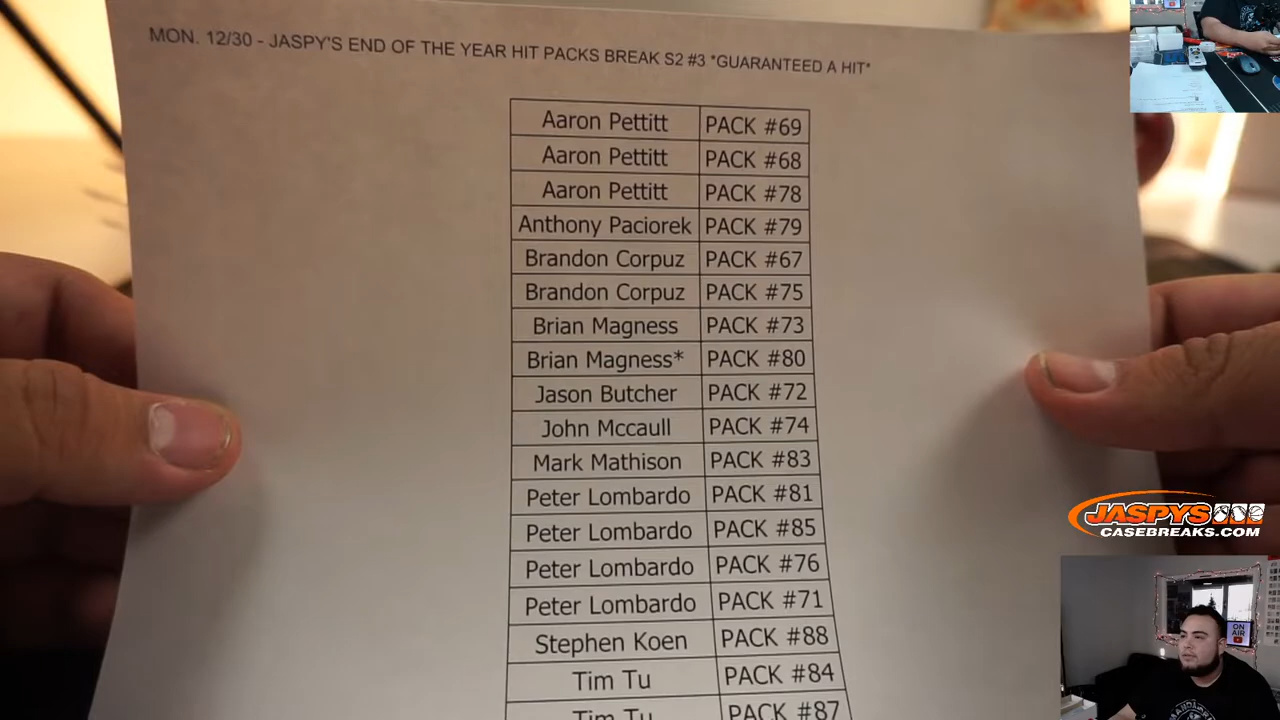 MON. 12/30 - JASPY'S END OF THE YEAR HIT PACKS BREAK S2 #3 *GUARANTEED A HIT*
Aaron Pettitt PACK #69
Aaron Pettitt PACK #68
Aaron Pettitt PACK #78
Anthony Paciorek PACK #79
Brandon Corpuz PACK #67
Brandon Corpuz PACK #75
Brian Magness PACK #73
Brian Magness* PACK #80
Jason Butcher PACK #72
John Mccaull PACK #74
Mark Mathison PACK #83
Peter Lombardo PACK #81
Peter Lombardo PACK #85
Peter Lombardo PACK #76
Peter Lombardo PACK #71
Stephen Koen PACK #88
Tim Tu PACK #84
Tim Tu PACK #87
JASPYS
CASEBREAKS.COM
ON
AIR